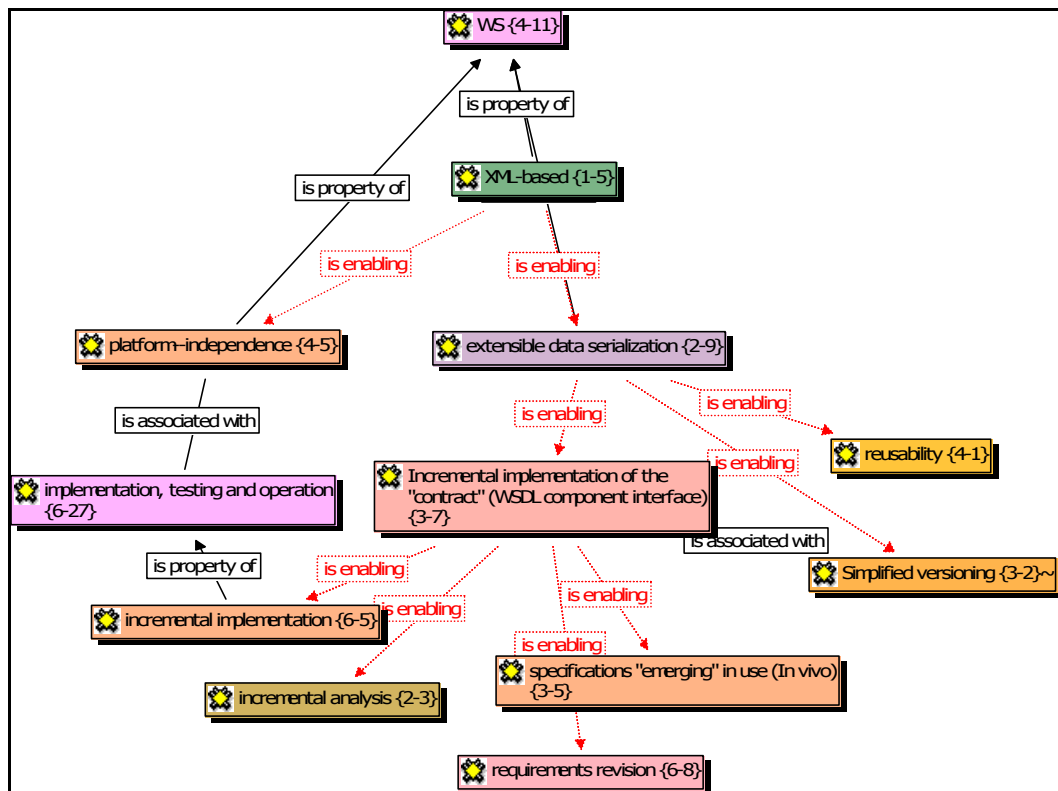 WS {4-11}
is property of
XML-based {1-5}
is property of
is enabling
is enabling
platform-independence {4-5}
extensible data serialization {2-9}
is enabling
is associated with
is enabling
reusability {4-1}
is enabling
Incremental implementation of the
"contract" (WSDL component interface)
{3-7}
implementation, testing and operation
{6-27}
is associated with
is property of
is enabling
Simplified versioning {3-2}~
is enabling
is enabling
incremental implementation {6-5}
is enabling
specifications "emerging" in use (In vivo)
{3-5}
incremental analysis {2-3}
requirements revision {6-8}